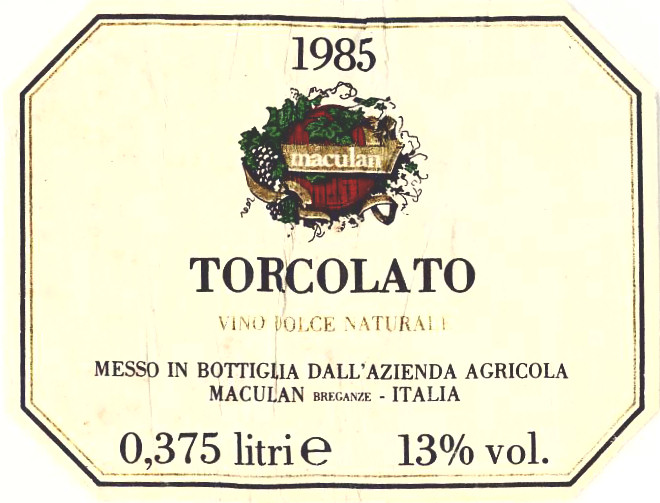 1985
maculan
TORCOLATO
VINO DOLCE NATURALE
MESSO IN BOTTIGLIA DALL'AZIENDA AGRICOLA
MACULAN BREGANZE - ITALIA
0,375 litri e 13% vol.